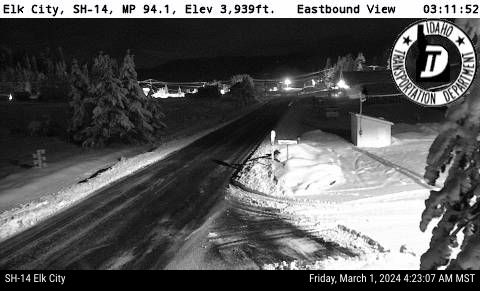 Elk City, SH-14, MP 94.1, Elev 3,939ft. Eastbound View 03:11:52
IDAHO
TRANSPORTATION DEPARTMENT
SH-14 Elk City Friday, March 1, 2024 4:23:07 AM MST